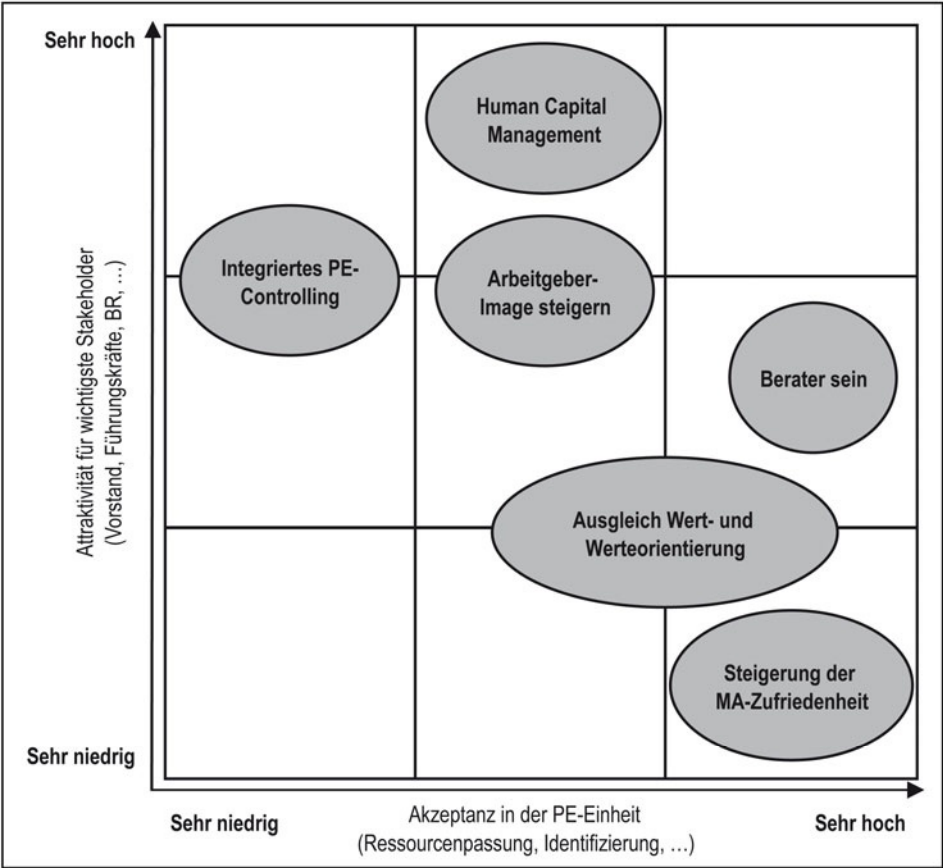 Sehr hoch
Human Capital
Management
Integriertes PE-
Controlling
Arbeitgeber-
Image steigern
Berater sein
Attraktivität für wichtigste Stakeholder
(Vorstand, Führungskräfte, BR, …)
Ausgleich Wert- und
Werteorientierung
Steigerung der
MA-Zufriedenheit
Sehr niedrig
Sehr niedrig
Akzeptanz in der PE-Einheit
(Ressourcenpassung, Identifizierung, …)
Sehr hoch